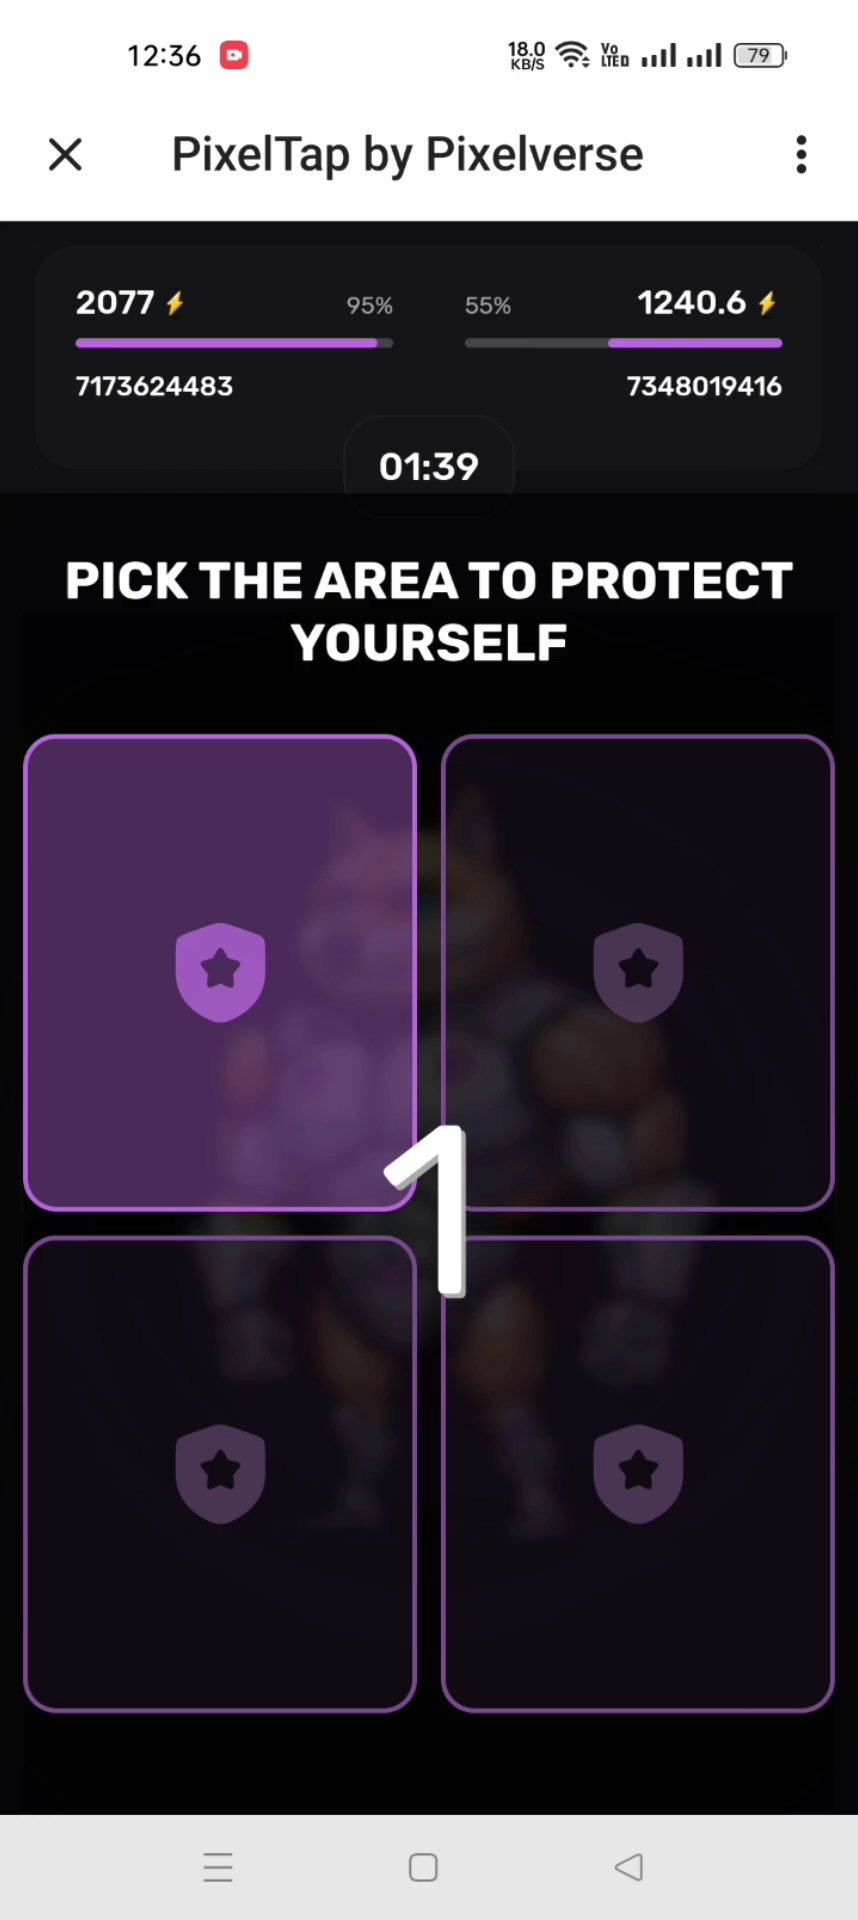 12:36
18.0 KB/S
Vo LTED
79
PixelTap by Pixelverse
2077⚡ 95% 55% 1240.6⚡
7173624483 7348019416
01:39
PICK THE AREA TO PROTECT
YOURSELF
1